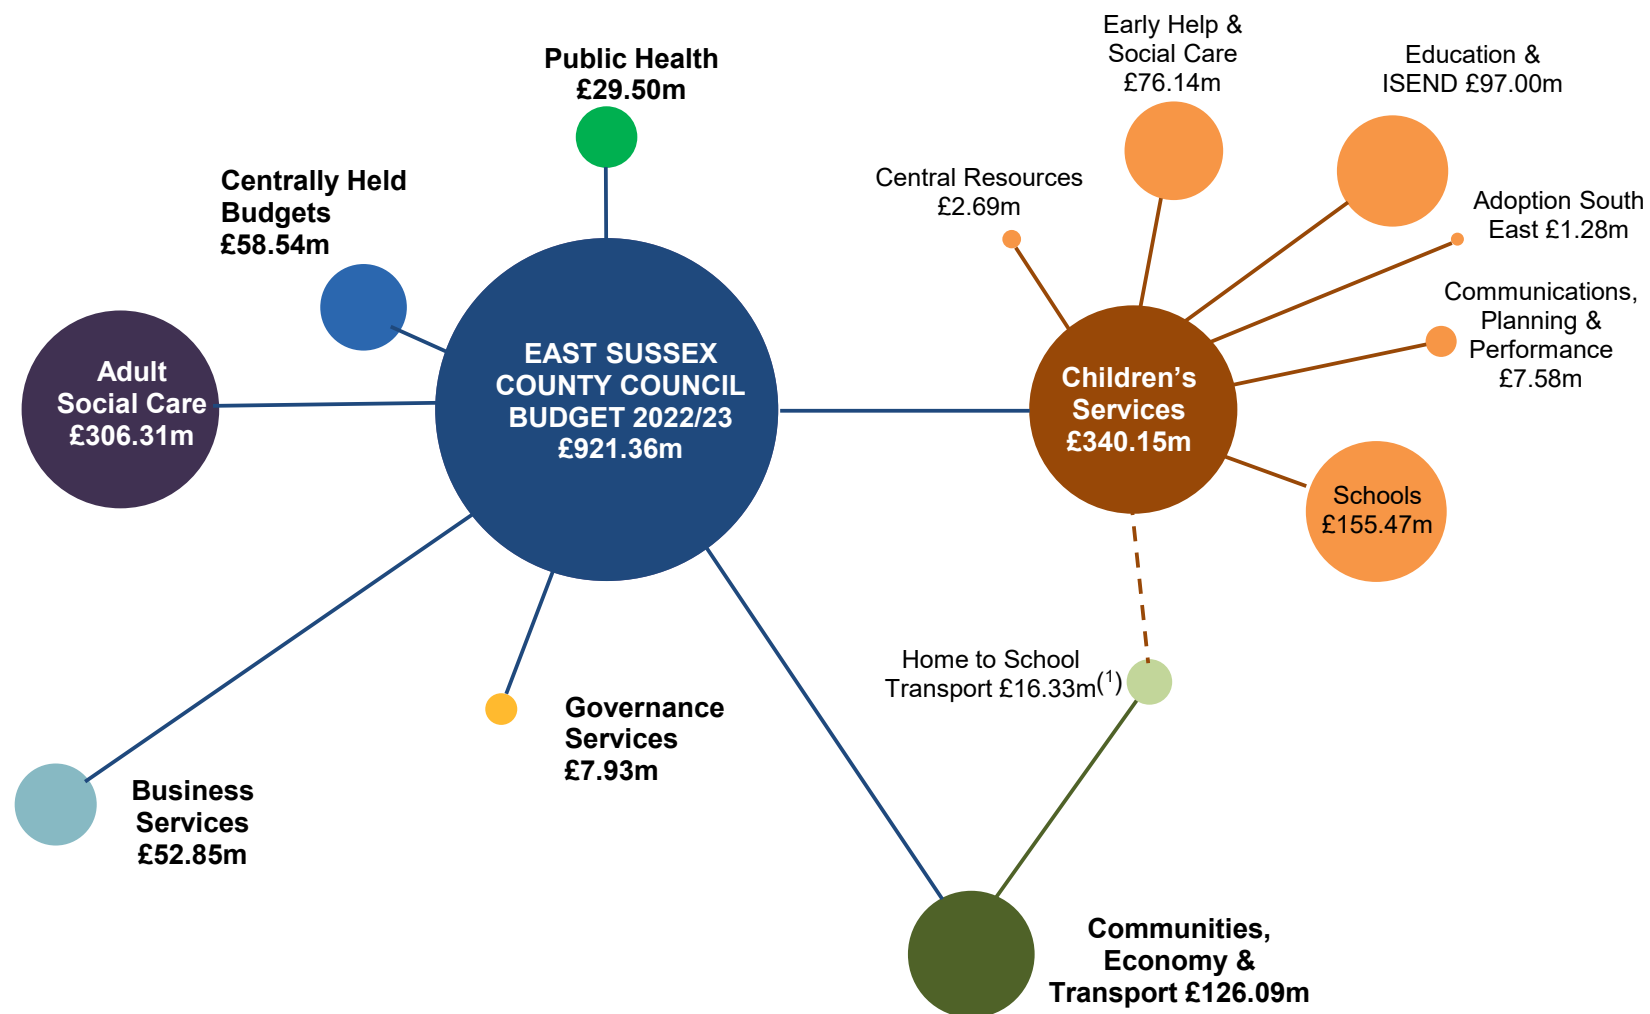 Public Health
£29.50m
Centrally Held
Budgets
£58.54m
Adult
Social Care
£306.31m
EAST SUSSEX
COUNTY COUNCIL
BUDGET 2022/23
£921.36m
Business
Services
£52.85m
Governance
Services
£7.93m
Communities,
Economy &
Transport £126.09m
Home to School
Transport £16.33m(¹)
Children’s
Services
£340.15m
Central Resources
£2.69m
Early Help &
Social Care
£76.14m
Education &
ISEND £97.00m
Adoption South
East £1.28m
Communications,
Planning &
Performance
£7.58m
Schools
£155.47m